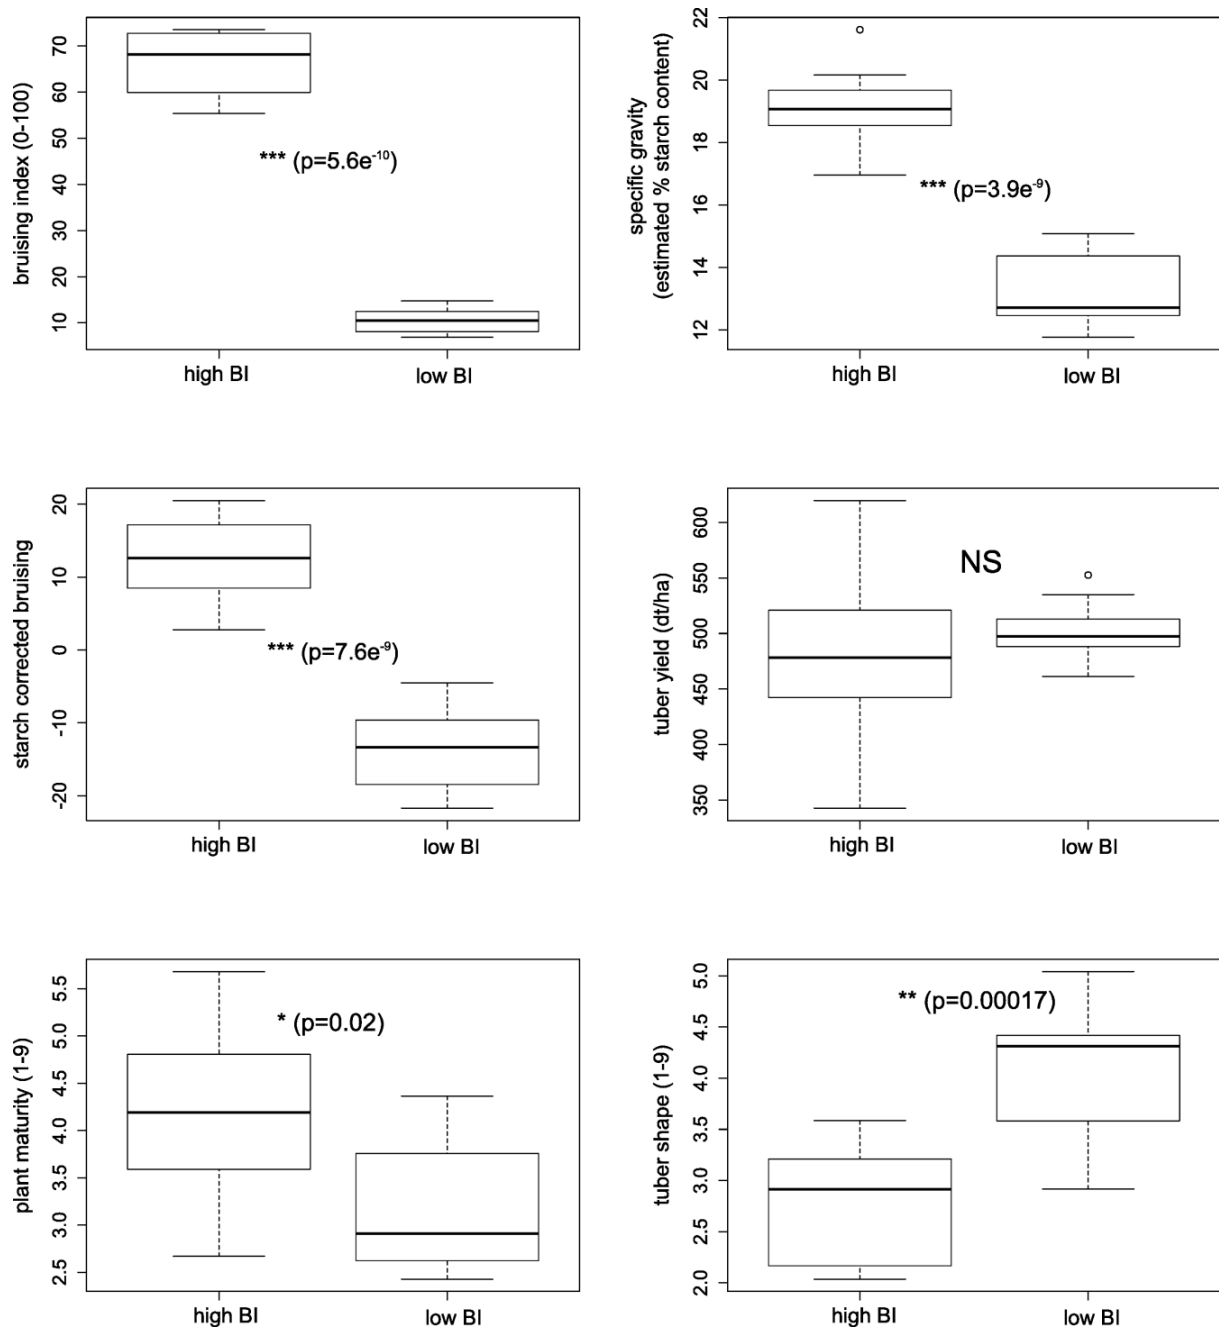 bruising index (0-100)
70
60
50
40
30
20
10
*** (p=5.6e-10)
high BI
low BI
specific gravity
(estimated % starch content)
22
20
18
16
14
12
*** (p=3.9e-9)
high BI
low BI
starch corrected bruising
20
10
0
-10
-20
*** (p=7.6e-9)
high BI
low BI
tuber yield (dt/ha)
600
550
500
450
400
350
NS
high BI
low BI
plant maturity (1-9)
5.5
5.0
4.5
4.0
3.5
3.0
2.5
* (p=0.02)
high BI
low BI
tuber shape (1-9)
5.0
4.5
4.0
3.5
3.0
2.5
2.0
** (p=0.00017)
high BI
low BI